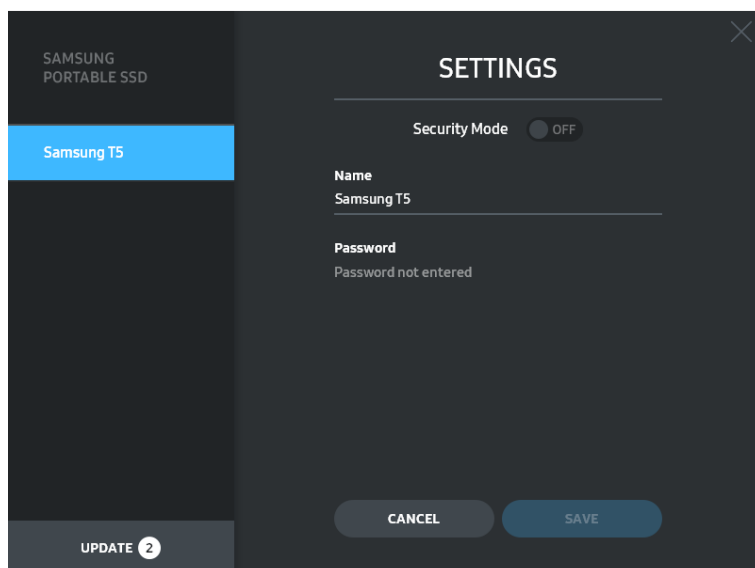 SAMSUNG
PORTABLE SSD
Samsung T5
UPDATE 2
SETTINGS
Security Mode OFF
Name
Samsung T5
Password
Password not entered
CANCEL SAVE